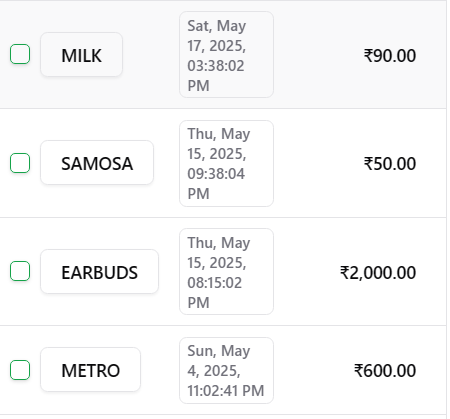 MILK
Sat, May
17, 2025,
03:38:02
PM
₹90.00
SAMOSA
Thu, May
15, 2025,
09:38:04
PM
₹50.00
EARBUDS
Thu, May
15, 2025,
08:15:02
PM
₹2,000.00
METRO
Sun, May
4, 2025,
11:02:41 PM
₹600.00